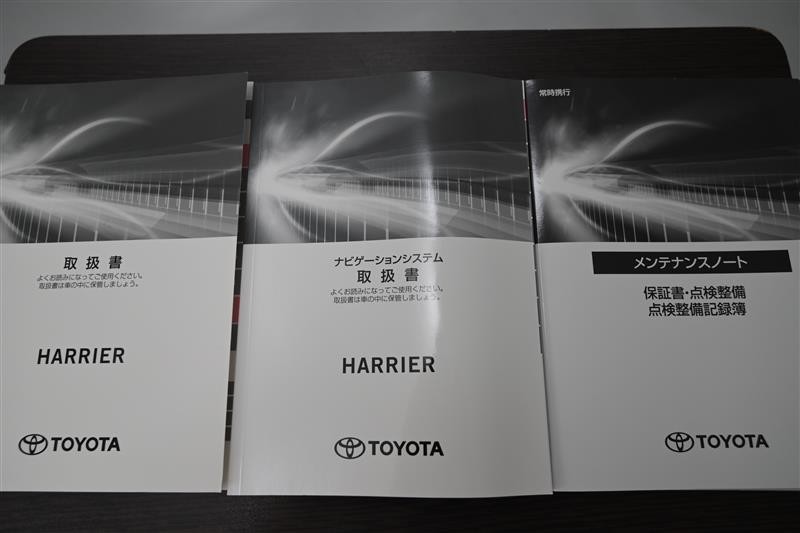 取扱書
よくお読みになってご使用ください。
取扱書は車の中に保管しましょう。
HARRIER
TOYOTA
ナビゲーションシステム
取扱書
よくお読みになってご使用ください。
取扱書は車の中に保管しましょう。
HARRIER
TOYOTA
常時携行
メンテナンスノート
保証書・点検整備
点検整備記録簿
TOYOTA